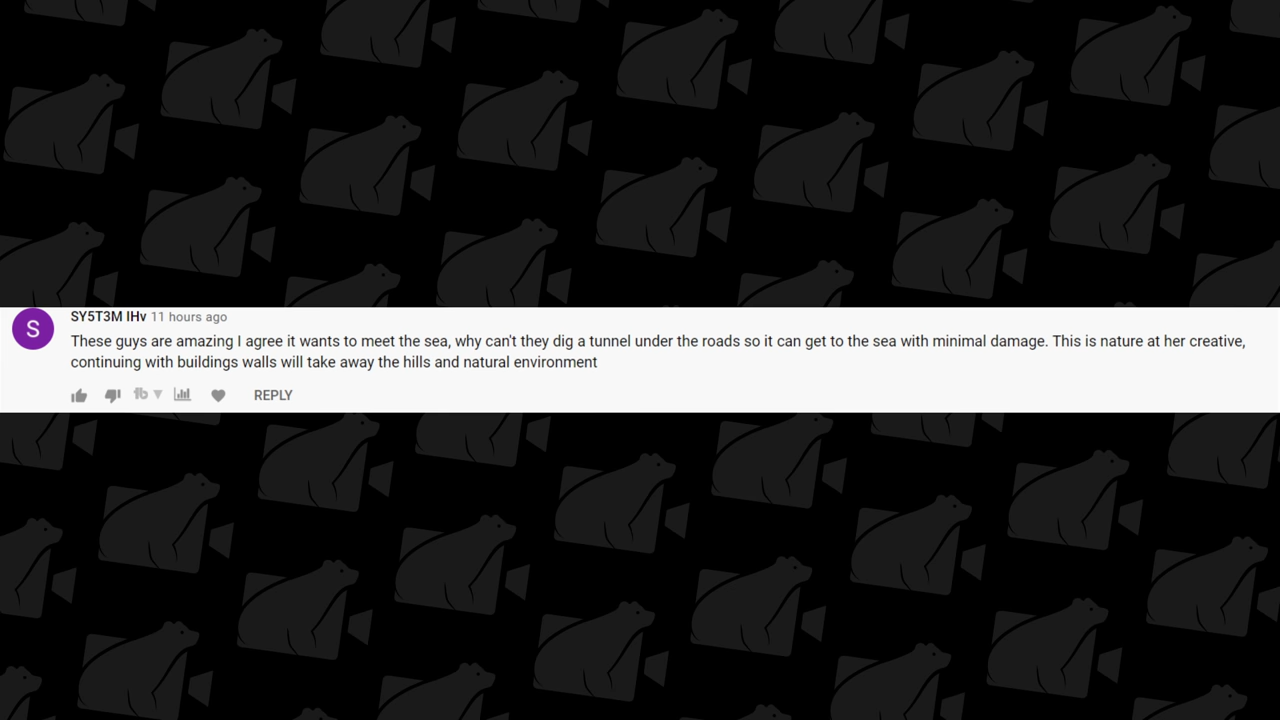 S
SY5T3M IHv 11 hours ago
These guys are amazing I agree it wants to meet the sea, why can't they dig a tunnel under the roads so it can get to the sea with minimal damage. This is nature at her creative,
continuing with buildings walls will take away the hills and natural environment
tb REPLY